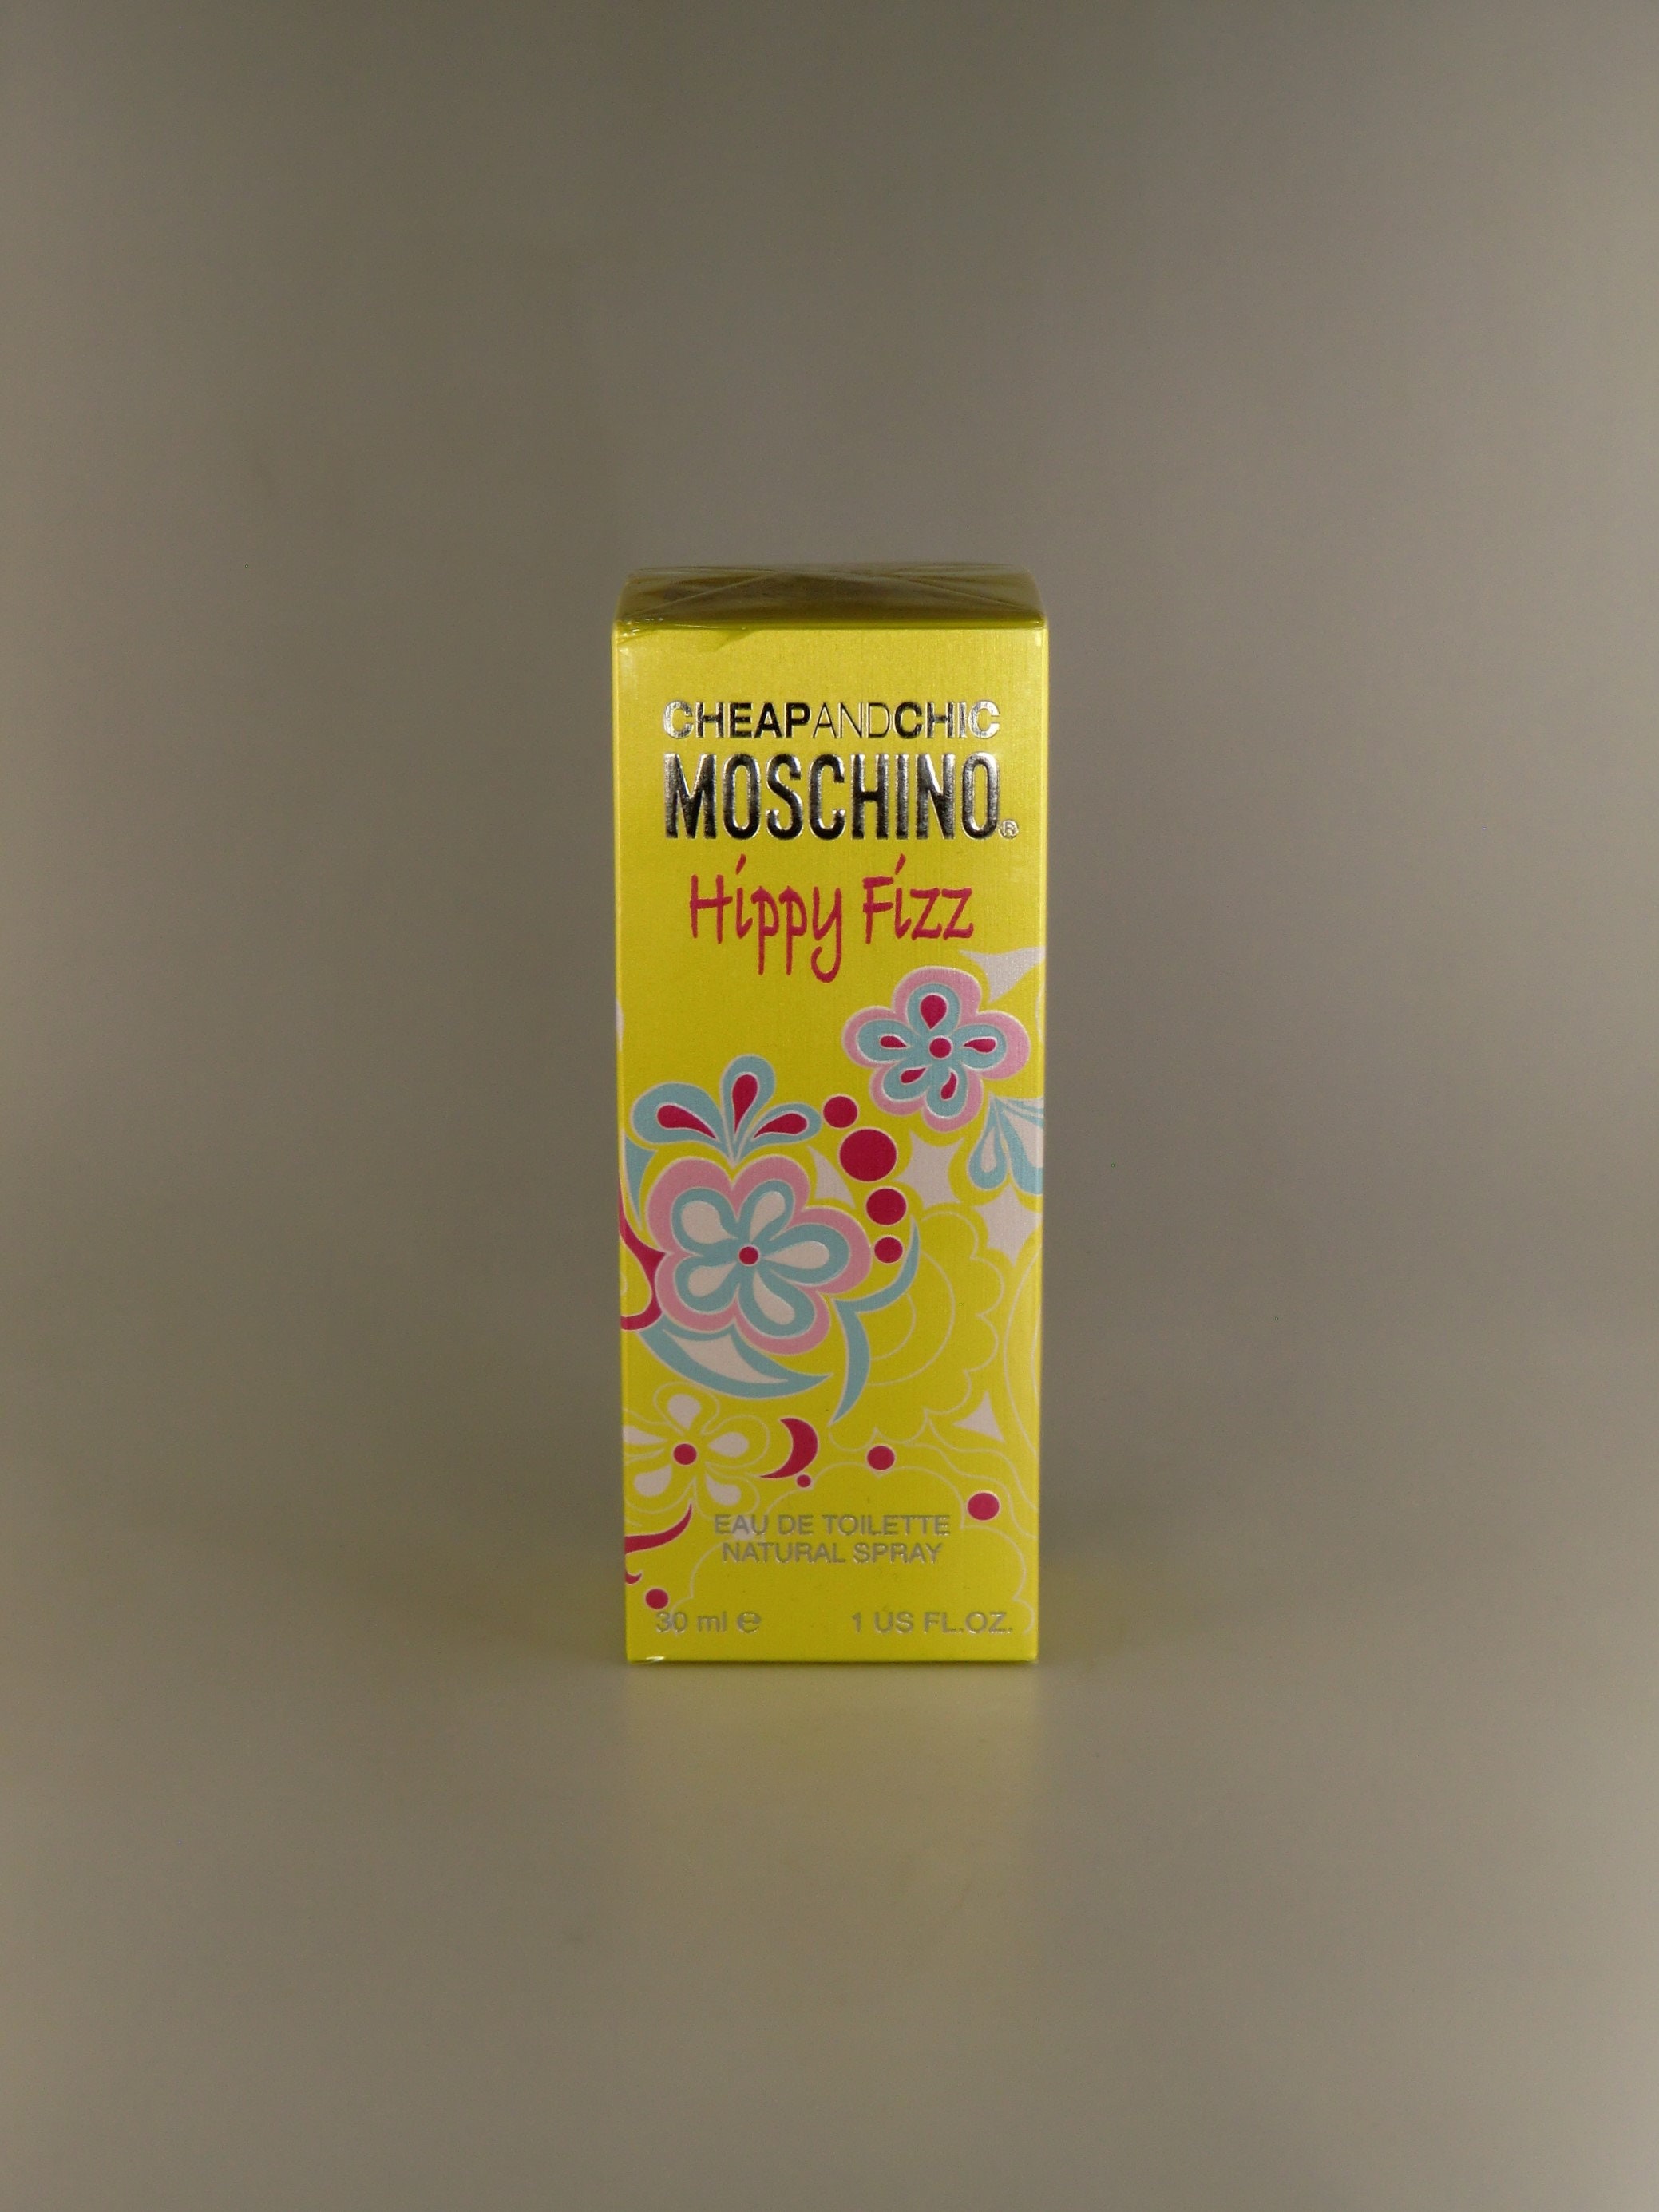 CHEAPANDCHIC
MOSCHINO®
Hippy Fizz
EAU DE TOILETTE
NATURAL SPRAY
30 ml ℮ 1 US FL.OZ.